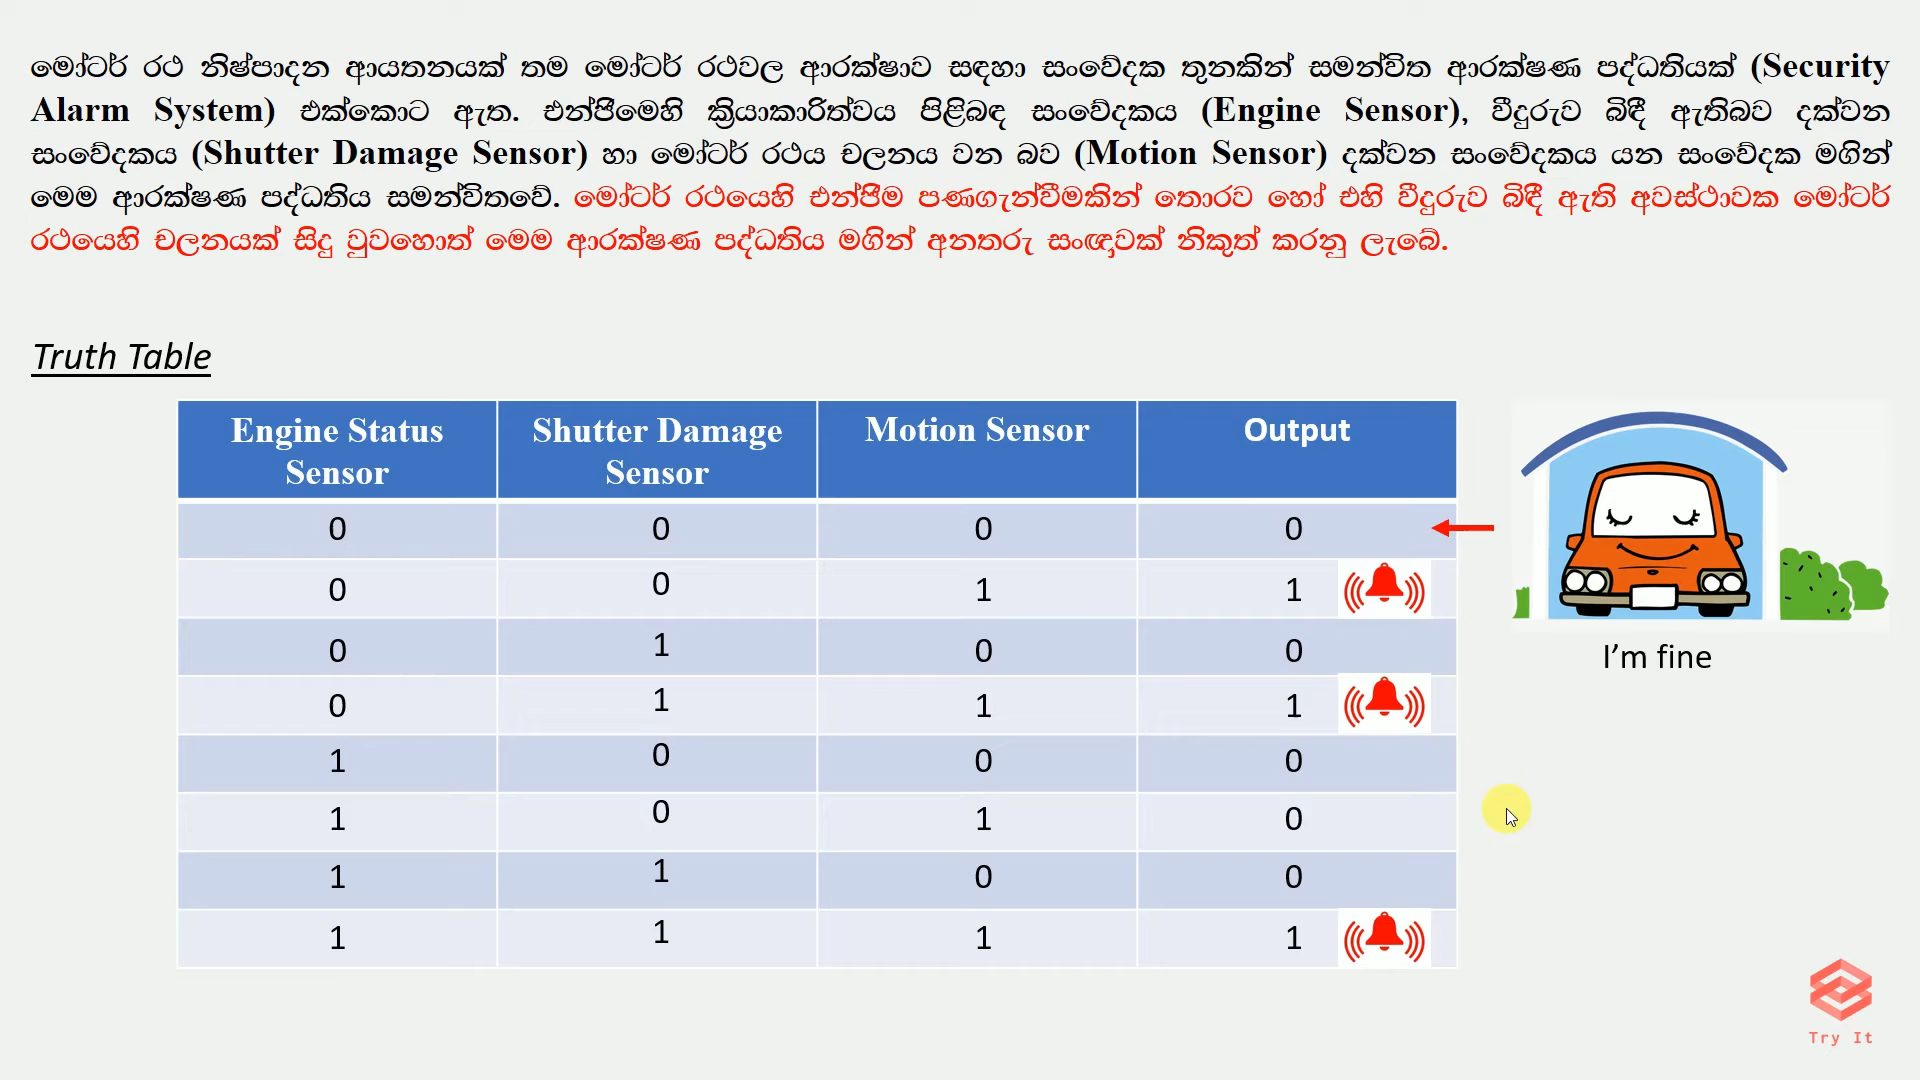 මෝටර් රථ නිෂ්පාදන ආයතනයක් තම මෝටර් රථවල ආරක්ෂාව සඳහා සංවේදක තුනකින් සමන්විත ආරක්ෂණ පද්ධතියක් (Security
Alarm System) එක්කොට ඇත. එන්ජිමෙහි ක්‍රියාකාරිත්වය පිළිබඳ සංවේදකය (Engine Sensor), වීදුරුව බිඳී ඇතිබව දක්වන
සංවේදකය (Shutter Damage Sensor) හා මෝටර් රථය චලනය වන බව (Motion Sensor) දක්වන සංවේදකය යන සංවේදක මගින්
මෙම ආරක්ෂණ පද්ධතිය සමන්විතවේ. මෝටර් රථයෙහි එන්ජිම පණගැන්වීමකින් තොරව හෝ එහි වීදුරුව බිඳී ඇති අවස්ථාවක මෝටර්
රථයෙහි චලනයක් සිදු වුවහොත් මෙම ආරක්ෂණ පද්ධතිය මගින් අනතුරු සංඥාවක් නිකුත් කරනු ලැබේ.
Truth Table
Engine Status Sensor Shutter Damage Sensor Motion Sensor Output
0 0 0 0
0 0 1 1
0 1 0 0
0 1 1 1
1 0 0 0
1 0 1 0
1 1 0 0
1 1 1 1
I’m fine
Try It